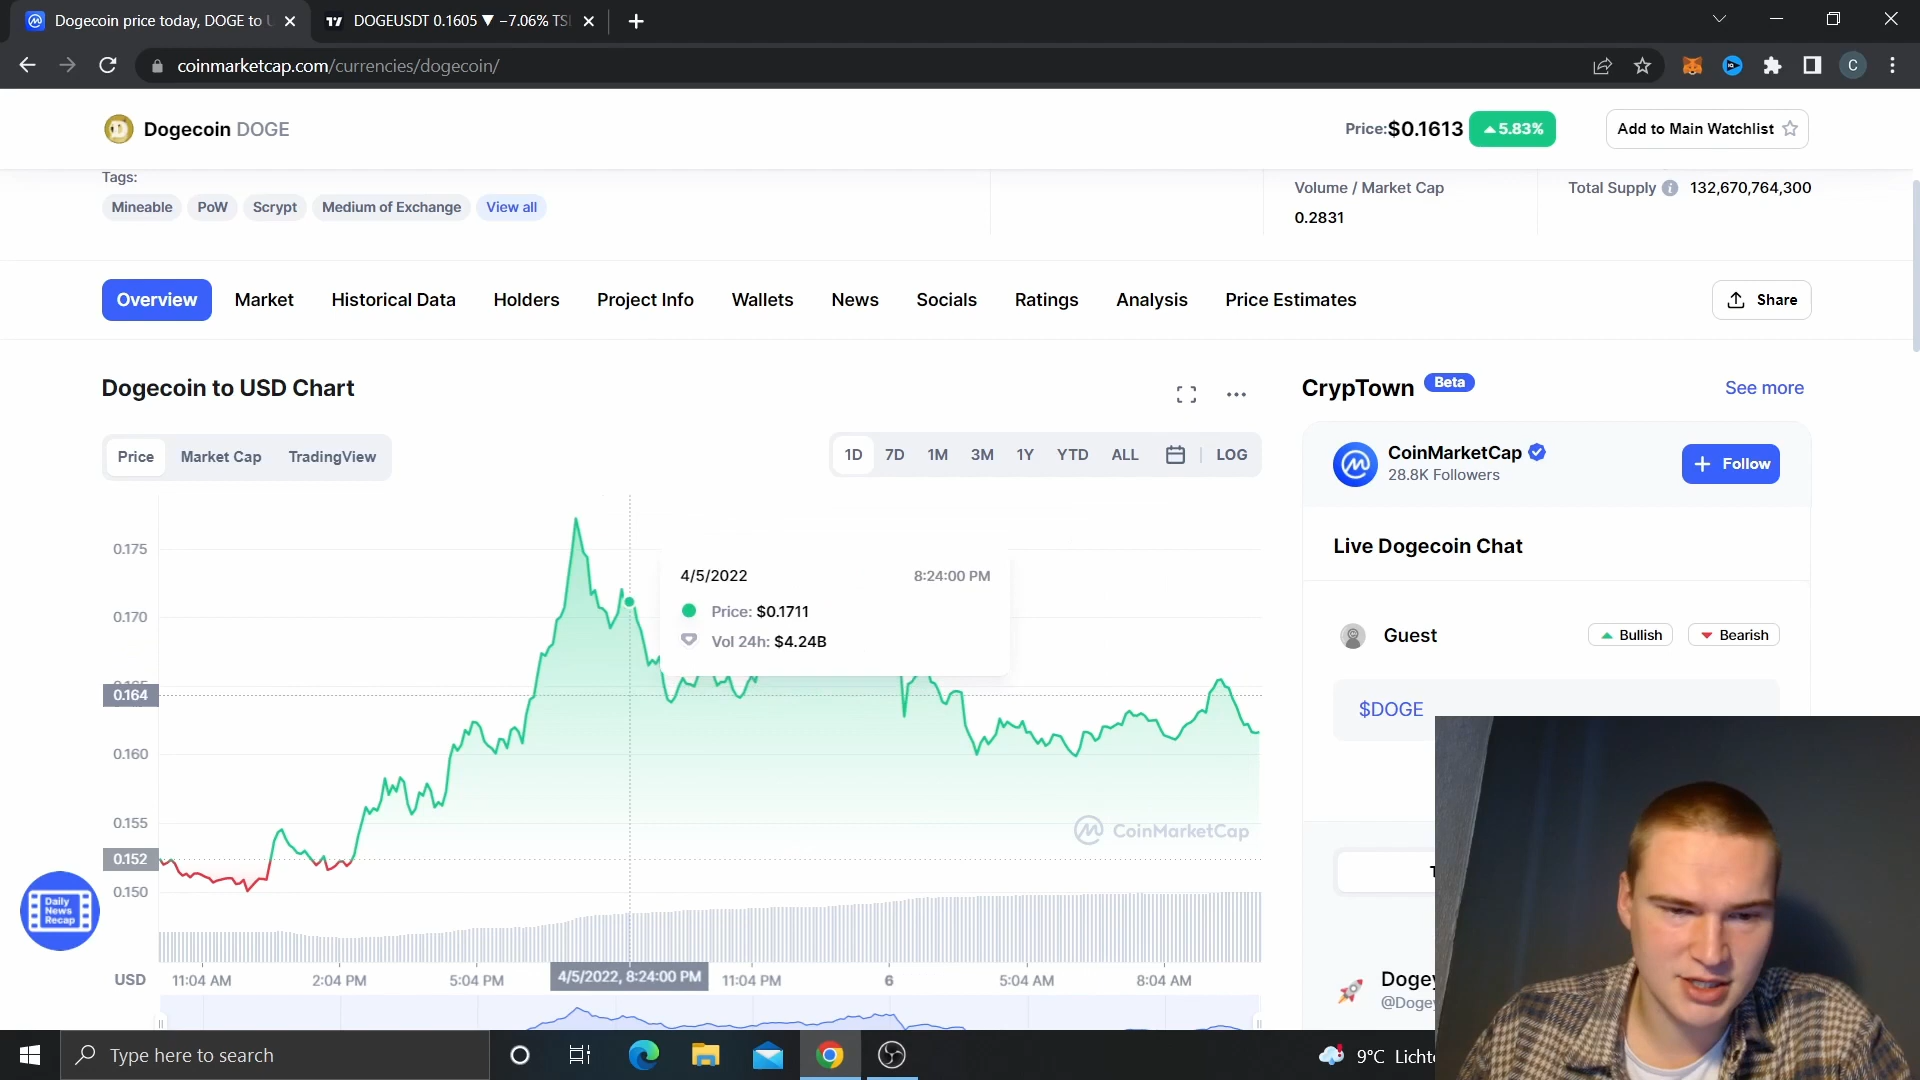 Dogecoin price today, DOGE to U
DOGEUSDT 0.1605 ▼ −7.06% TSI
coinmarketcap.com/currencies/dogecoin/
C
Dogecoin DOGE
Price:$0.1613
5.83%
Add to Main Watchlist
Tags:
Mineable
PoW
Scrypt
Medium of Exchange
View all
Volume / Market Cap
0.2831
Total Supply
132,670,764,300
Overview
Market
Historical Data
Holders
Project Info
Wallets
News
Socials
Ratings
Analysis
Price Estimates
Share
Dogecoin to USD Chart
Price
Market Cap
TradingView
1D
7D
1M
3M
1Y
YTD
ALL
LOG
0.175
0.170
0.164
0.160
0.155
0.152
0.150
4/5/2022
8:24:00 PM
Price: $0.1711
Vol 24h: $4.24B
CoinMarketCap
USD
11:04 AM
2:04 PM
5:04 PM
4/5/2022, 8:24:00 PM
11:04 PM
6
5:04 AM
8:04 AM
Daily
News
Recap
CrypTown
Beta
See more
CoinMarketCap
28.8K Followers
Follow
Live Dogecoin Chat
Guest
Bullish
Bearish
$DOGE
Dogey
@Dogey
Type here to search
9°C Lichte